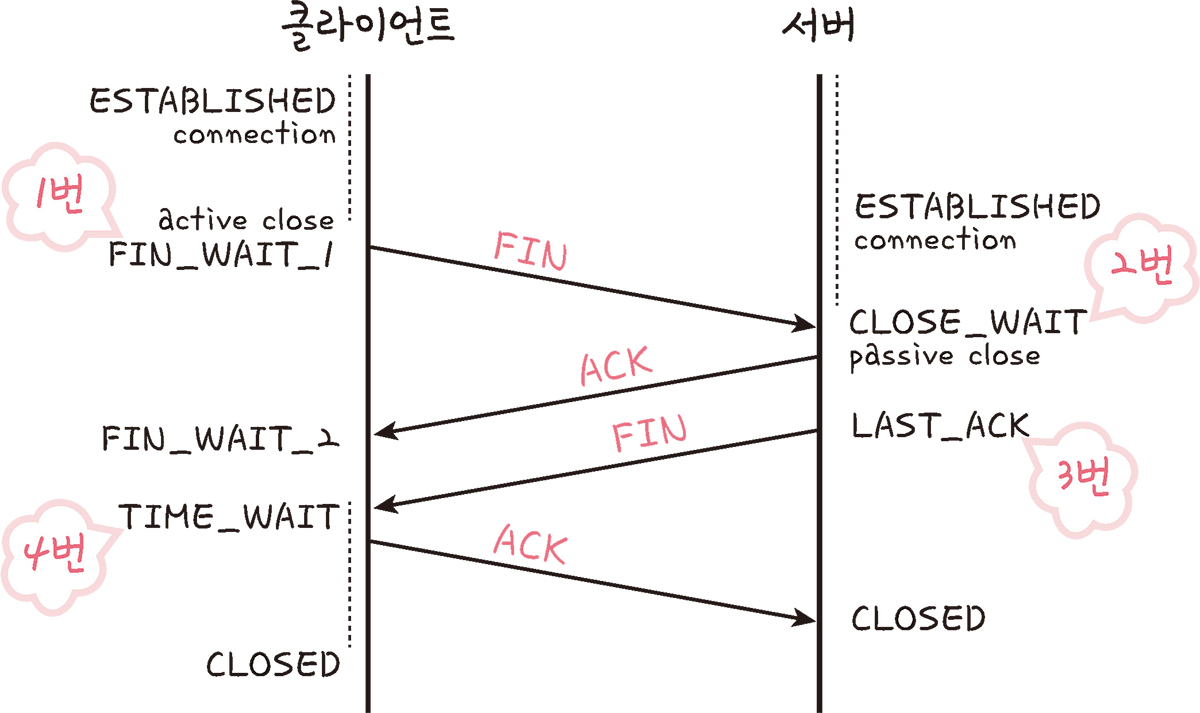 클라이언트
서버
ESTABLISHED
connection
1번
active close
FIN_WAIT_1
FIN
ESTABLISHED
connection
2번
CLOSE_WAIT
passive close
ACK
FIN_WAIT_2
FIN
LAST_ACK
3번
TIME_WAIT
4번
ACK
CLOSED
CLOSED